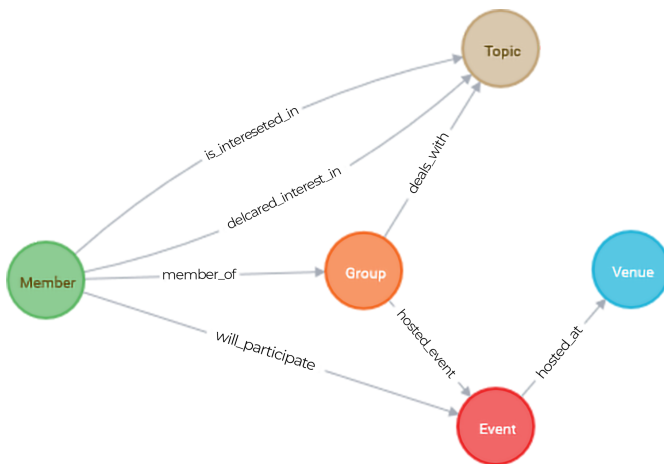 Topic
is_intereseted_in
delcared_interest_in
deals_with
Member
member_of
Group
Venue
will_participate
hosted_event
hosted_at
Event